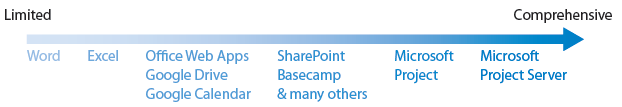 Limited Comprehensive
Word Excel Office Web Apps SharePoint Microsoft Microsoft
Google Drive Basecamp Project Project Server
Google Calendar & many others